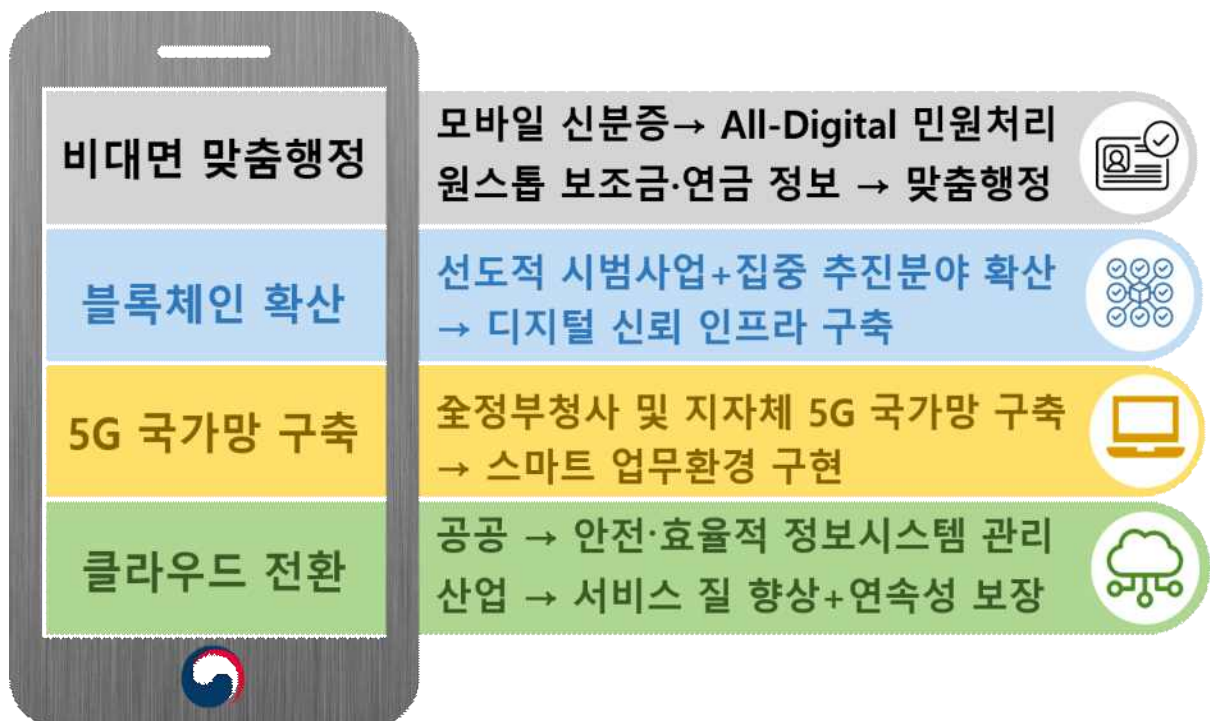 비대면 맞춤행정
모바일 신분증→ All-Digital 민원처리
원스톱 보조금·연금 정보 → 맞춤행정
블록체인 확산
선도적 시범사업+집중 추진분야 확산
→ 디지털 신뢰 인프라 구축
5G 국가망 구축
全정부청사 및 지자체 5G 국가망 구축
→ 스마트 업무환경 구현
클라우드 전환
공공 → 안전·효율적 정보시스템 관리
산업 → 서비스 질 향상+연속성 보장